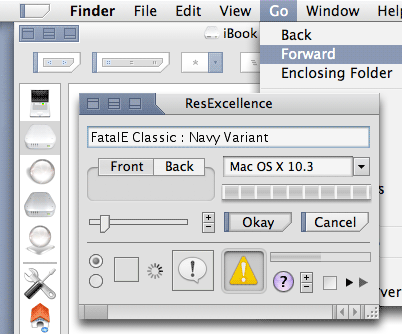 Finder File Edit View Go Window Help
iBook
Back
Forward
Enclosing Folder
ResExcellence
FatalE Classic : Navy Variant
Front Back
Mac OS X 10.3
Okay Cancel
?
erver